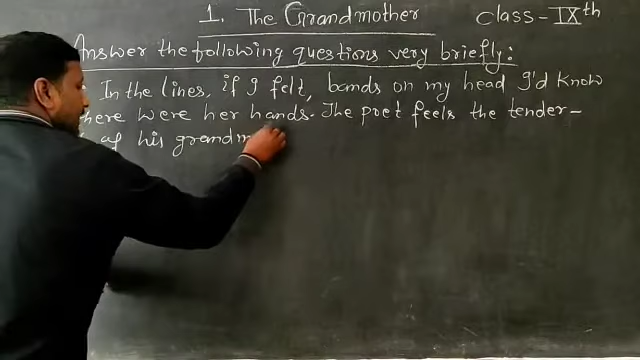 1. The Grandmother Class-IXth
Answer the following questions very briefly:
In the lines, if I felt, hands on my head I'd know
here were her hands. The poet feels the tender-
of his grandm